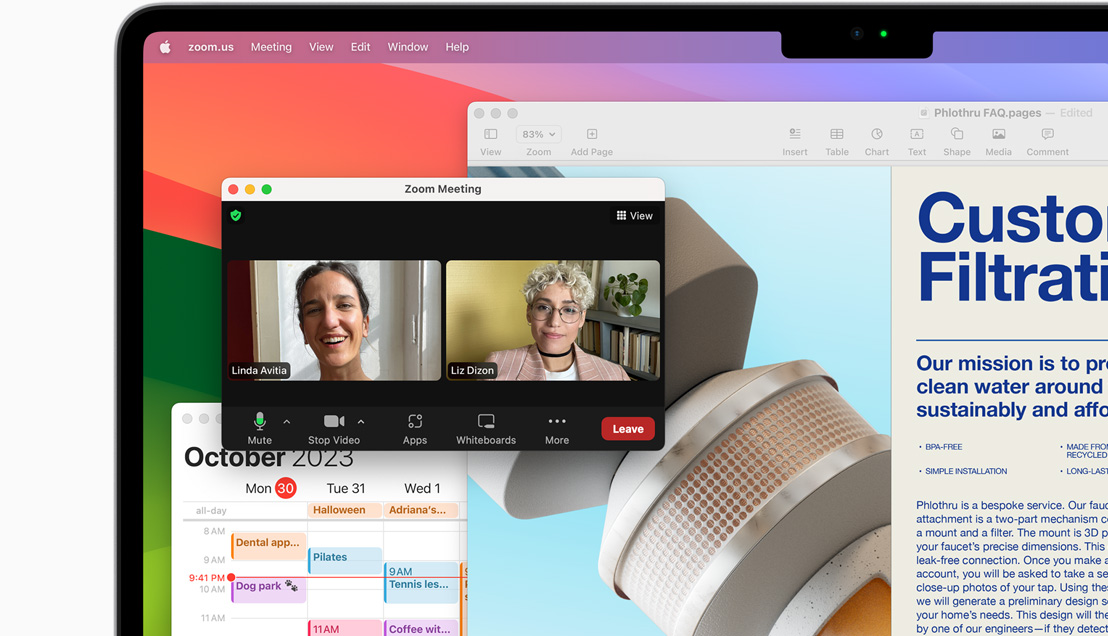 zoom.us Meeting View Edit Window Help
Phlothru FAQ.pages — Edited
83%
View Zoom Add Page Insert Table Chart Text Shape Media Comment
Zoom Meeting
View
Linda Avitia Liz Dizon
Mute Stop Video Apps Whiteboards More Leave
October 2023
Mon 30 Tue 31 Wed 1
all-day Halloween Adriana's...
8 AM
Dental app...
Pilates
9 AM
9 AM
Tennis les...
9:41 PM
Dog park
10 AM
11 AM
11 AM Coffee wit...
Custo
Filtrati
Our mission is to pr
clean water around
sustainably and affo
• BPA-FREE • MADE FRO
RECYCLED
• SIMPLE INSTALLATION • LONG-LAST
Phlothru is a bespoke service. Our fauc
attachment is a two-part mechanism c
a mount and a filter. The mount is 3D p
your faucet's precise dimensions. This
leak-free connection. Once you make a
account, you will be asked to take a se
close-up photos of your tap. Using thes
we will generate a preliminary design s
your home's needs. This design will the
by one of our engineers—if they detect